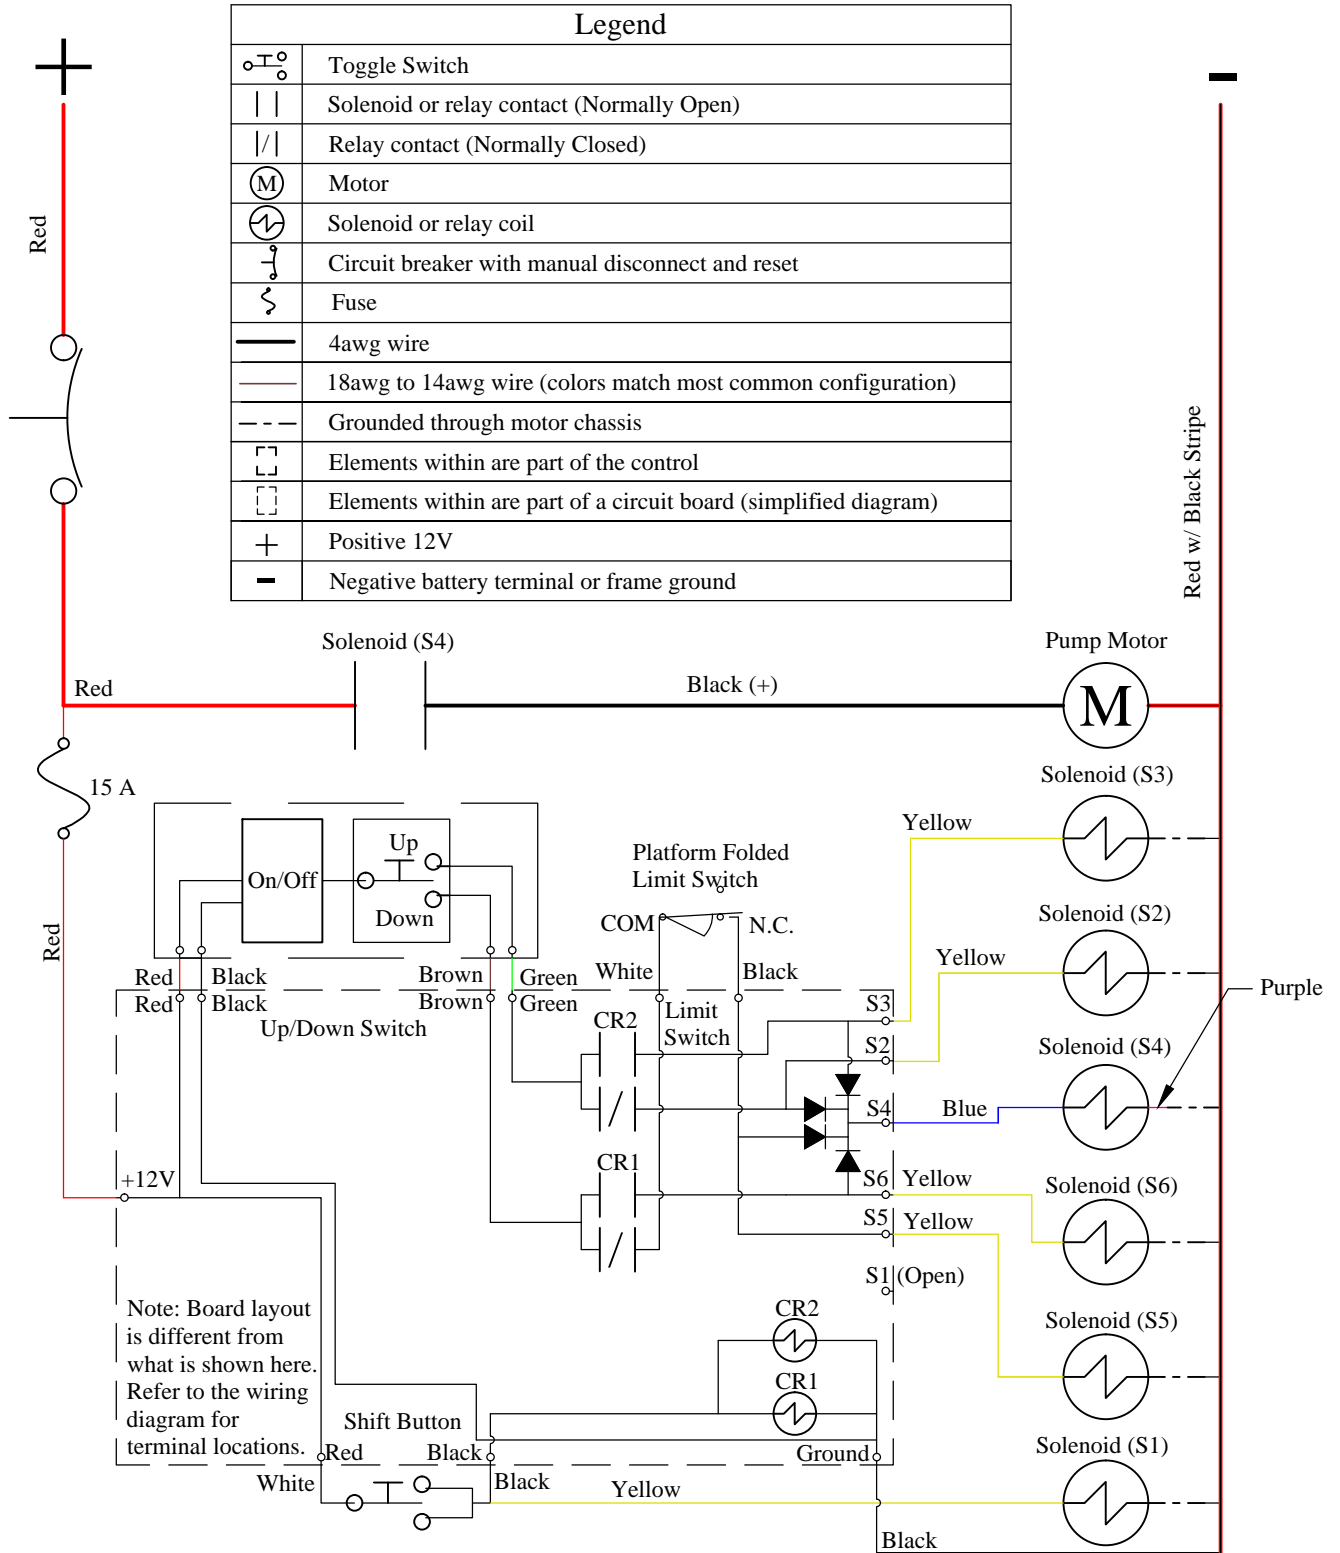 Legend
Toggle Switch
Solenoid or relay contact (Normally Open)
Relay contact (Normally Closed)
M
Motor
Solenoid or relay coil
Circuit breaker with manual disconnect and reset
Fuse
4awg wire
18awg to 14awg wire (colors match most common configuration)
Grounded through motor chassis
Elements within are part of the control
Elements within are part of a circuit board (simplified diagram)
+
Positive 12V
-
Negative battery terminal or frame ground
+
-
Red
Red w/ Black Stripe
Solenoid (S4)
Pump Motor
Red
Black (+)
M
15 A
Solenoid (S3)
Yellow
Up
On/Off
Down
Platform Folded
Limit Switch
COM
N.C.
Solenoid (S2)
Red
White
Black
Yellow
Red
Black
Brown
Green
Red
Black
Brown
Green
Purple
Up/Down Switch
CR2
Limit
Switch
S3
S2
Solenoid (S4)
S4
Blue
CR1
+12V
S6
Yellow
Solenoid (S6)
S5
Yellow
S1
(Open)
Note: Board layout
is different from
what is shown here.
Refer to the wiring
diagram for
terminal locations.
CR2
CR1
Solenoid (S5)
Shift Button
Red
Black
Ground
Solenoid (S1)
White
Black
Yellow
Black